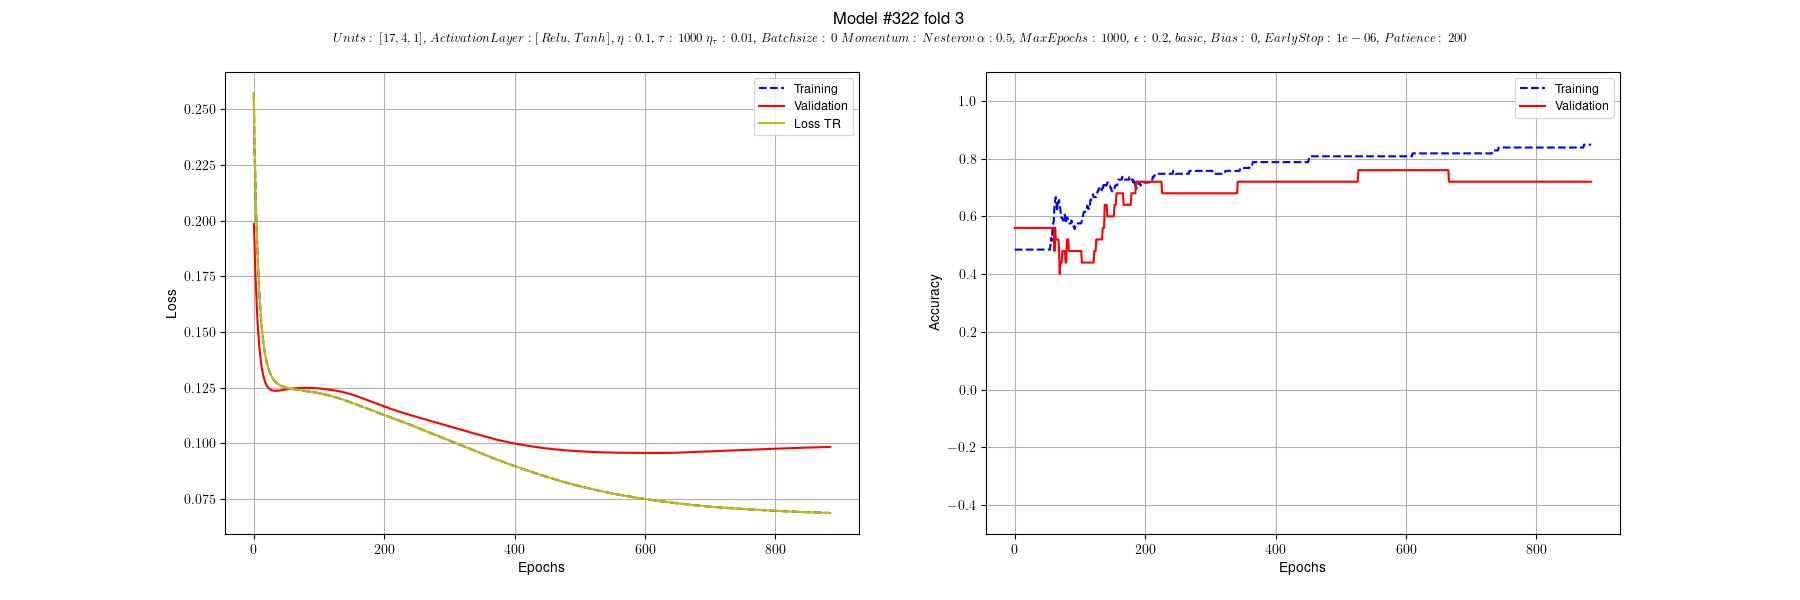 Model #322 fold 3
Units : [17, 4, 1], ActivationLayer : [Relu, Tanh], η : 0.1, τ : 1000 ητ : 0.01, Batchsize : 0 Momentum : Nesterov α : 0.5, MaxEpochs : 1000, ϵ : 0.2, basic, Bias : 0, EarlyStop : 1e − 06, Patience : 200
Training
Validation
Loss TR
0.250
0.225
0.200
0.175
0.150
0.125
0.100
0.075
Loss
0 200 400 600 800
Epochs
Training
Validation
1.0
0.8
0.6
0.4
0.2
0.0
−0.2
−0.4
Accuracy
0 200 400 600 800
Epochs